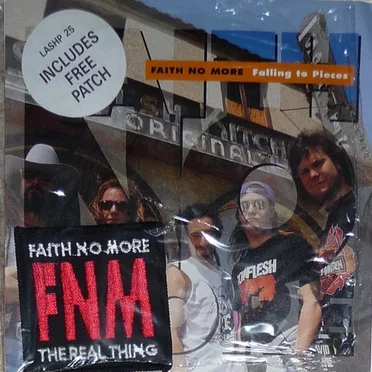 LASHP 25
INCLUDES
FREE
PATCH
FAITH NO MORE Falling to Pieces
ORIGINAL
FAITH NO MORE
FNM
THE REAL THING